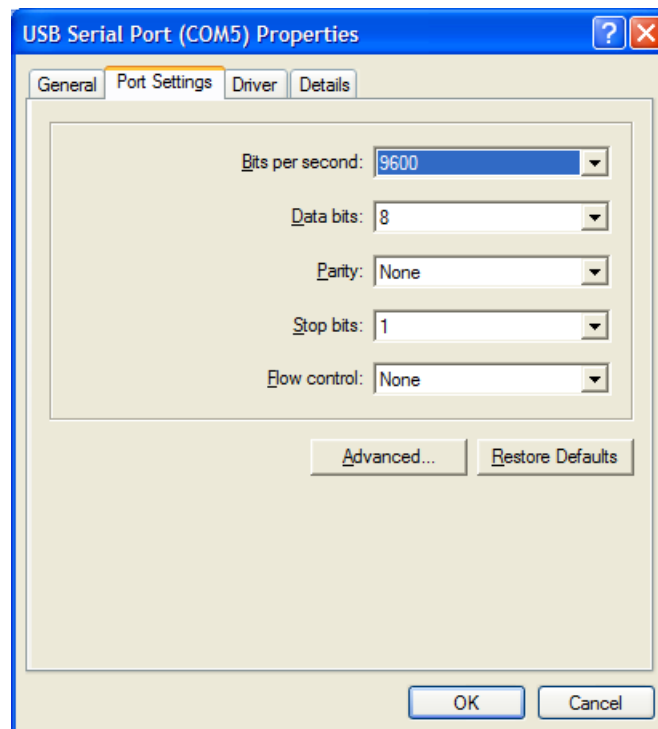 USB Serial Port (COM5) Properties
General Port Settings Driver Details
Bits per second: 9600
Data bits: 8
Parity: None
Stop bits: 1
Flow control: None
Advanced... Restore Defaults
OK Cancel